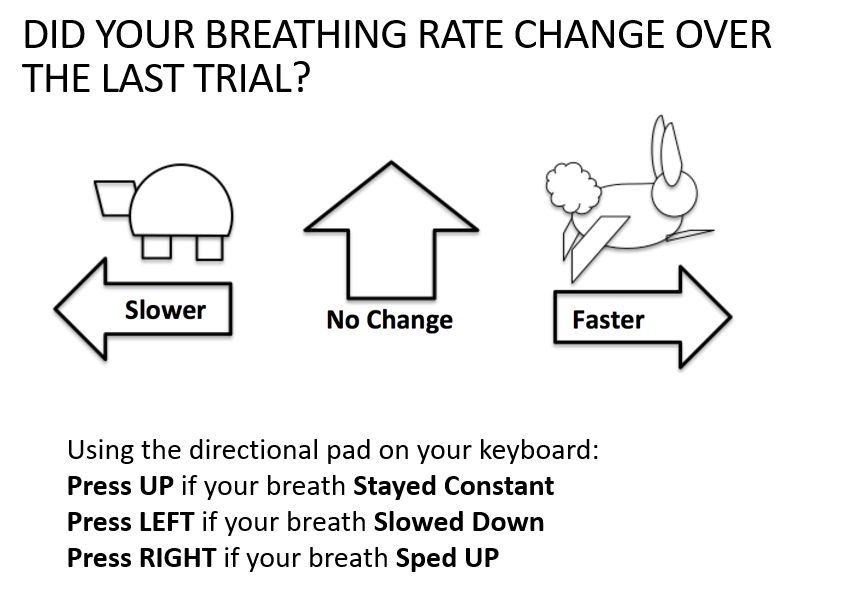 DID YOUR BREATHING RATE CHANGE OVER
THE LAST TRIAL?
Slower
No Change
Faster
Using the directional pad on your keyboard:
Press UP if your breath Stayed Constant
Press LEFT if your breath Slowed Down
Press RIGHT if your breath Sped UP